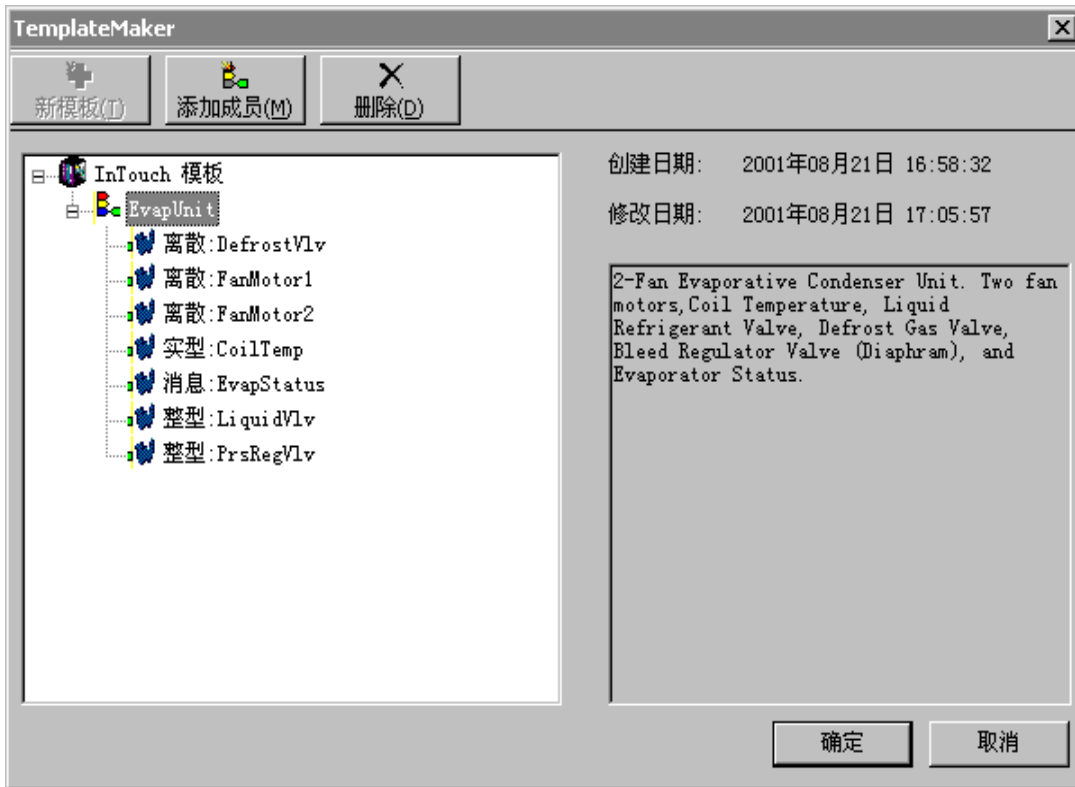 TemplateMaker
新模板(T)
添加成员(M)
删除(D)
InTouch 模板
EvapUnit
离散:DefrostVlv
离散:FanMotor1
离散:FanMotor2
实型:CoilTemp
消息:EvapStatus
整型:LiquidVlv
整型:PrsRegVlv
创建日期: 2001年08月21日 16:58:32
修改日期: 2001年08月21日 17:05:57
2-Fan Evaporative Condenser Unit. Two fan
motors,Coil Temperature, Liquid
Refrigerant Valve, Defrost Gas Valve,
Bleed Regulator Valve (Diaphram), and
Evaporator Status.
确定
取消